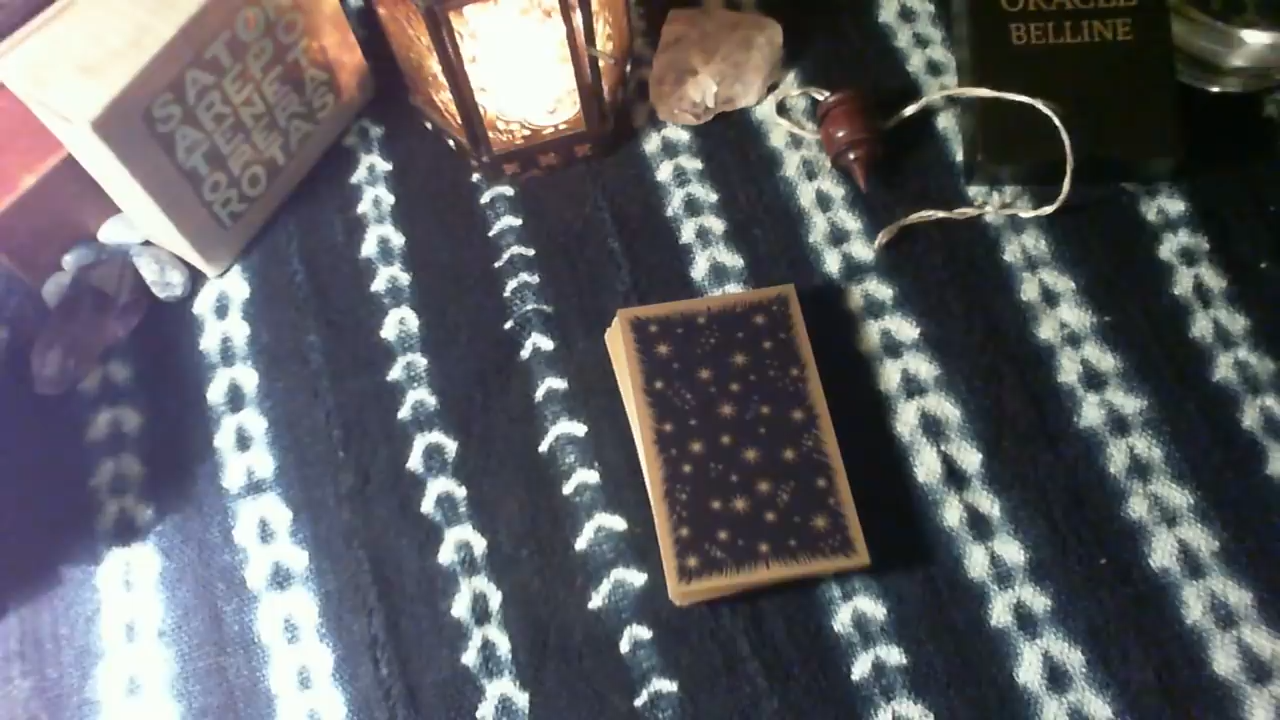 SATOR
AREPO
TENET
OPERA
ROTAS
ORACLE
BELLINE